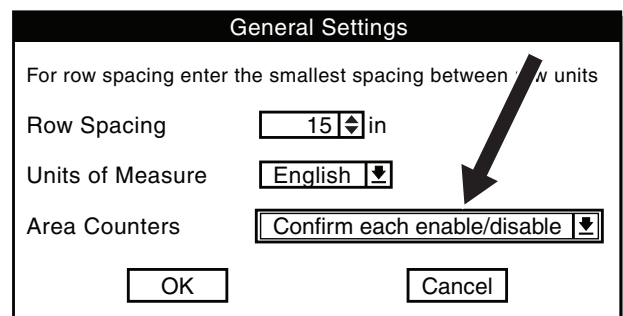 General Settings
For row spacing enter the smallest spacing between units
Row Spacing 15 in
Units of Measure English
Area Counters Confirm each enable/disable
OK Cancel